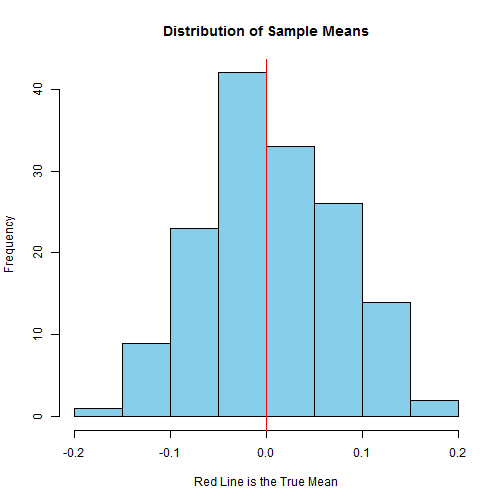 Distribution of Sample Means
Frequency
40
30
20
10
0
-0.2 -0.1 0.0 0.1 0.2
Red Line is the True Mean